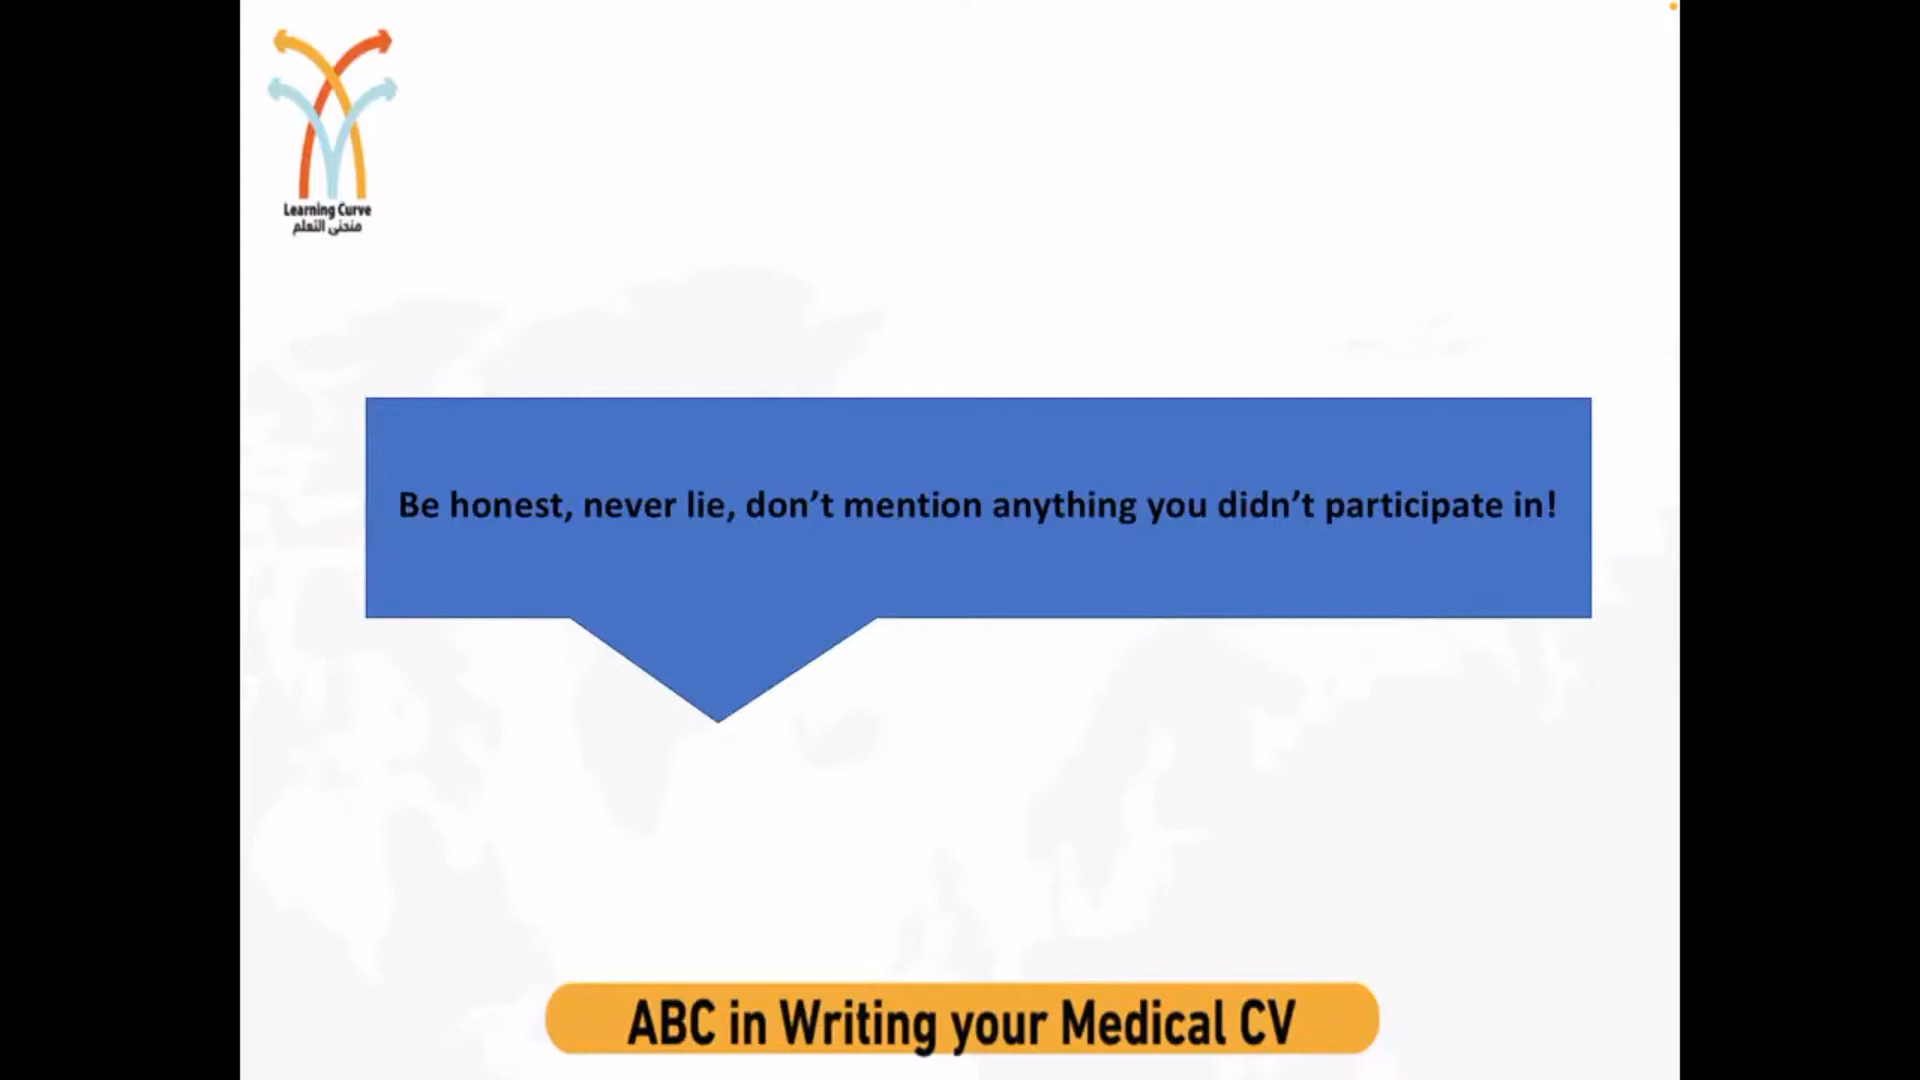 Learning Curve
منحنى التعلم
Be honest, never lie, don’t mention anything you didn’t participate in!
ABC in Writing your Medical CV